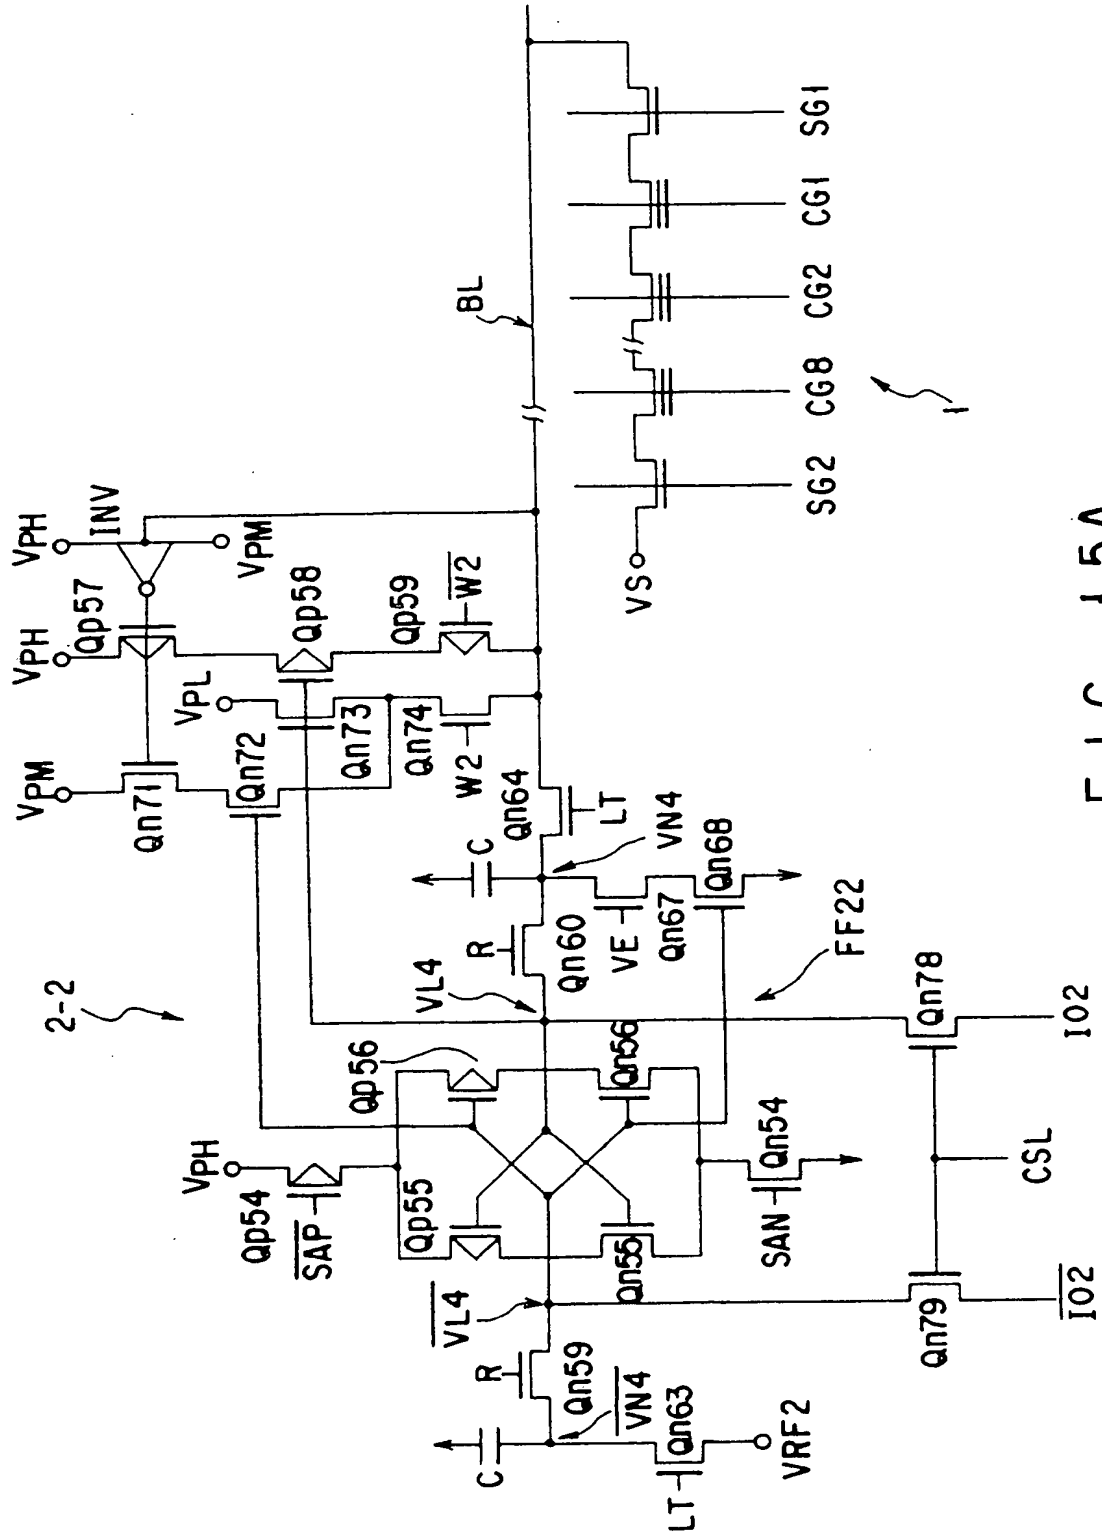 2-2
VPH
Qp54
SAP
Qp55
Qp56
Qn55
Qn56
SAN
Qn54
VL4
VL4
R
Qn59
VN4
C
LT
Qn63
VRF2
R
Qn60
C
VN4
VE
Qn67
Qn68
Qn64
LT
FF22
Qn79
Qn78
CSL
IO2
IO2
VPM
Qn71
Qn72
VPL
Qn73
Qn74
W2
VPH
Qp57
Qp58
Qp59
W2
VPH
INV
VPM
BL
VS
SG2
CG8
CG2
CG1
SG1
1